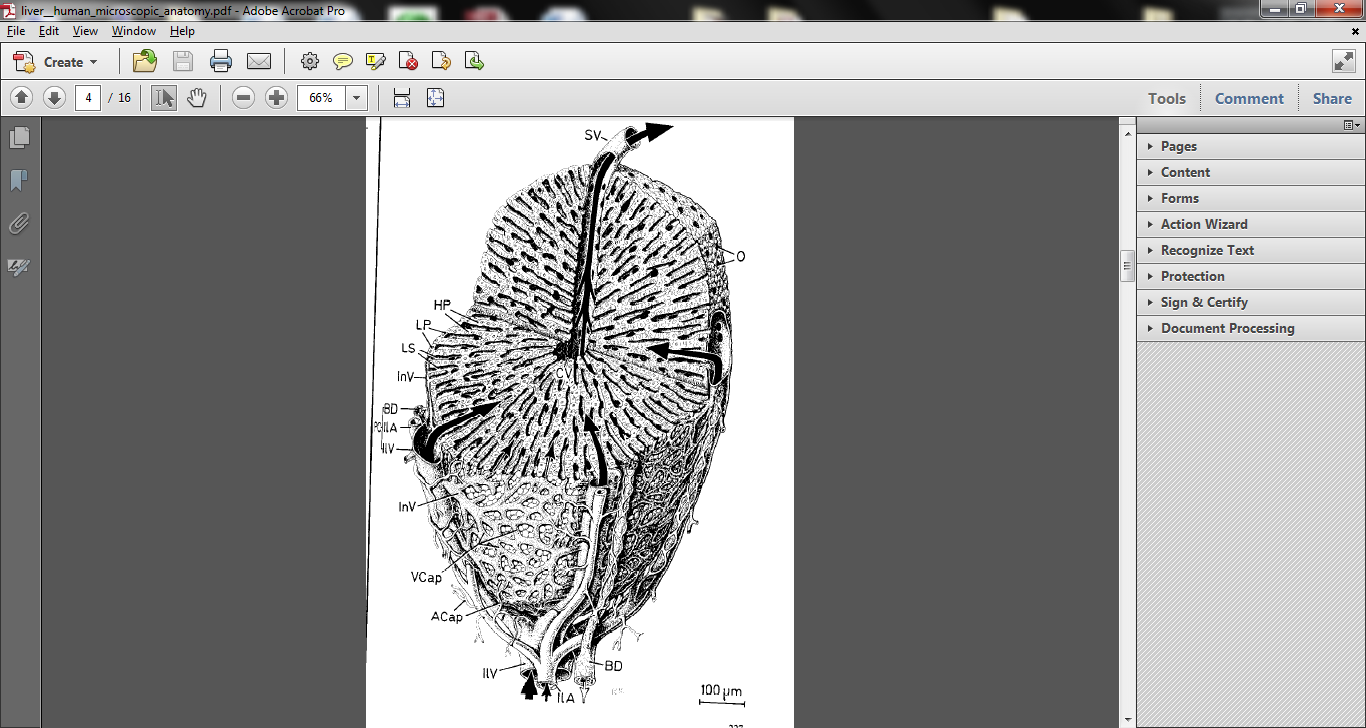 liver__human_microscopic_anatomy.pdf - Adobe Acrobat Pro
File Edit View Window Help
Create
4 / 16 66% Tools Comment Share
Pages
Content
Forms
Action Wizard
Recognize Text
Protection
Sign & Certify
Document Processing
SV
O
HP
LP
LS
InV
CV
BD
IlA
IlV
InV
VCap
ACap
IlV
BD
IlA
100 µm